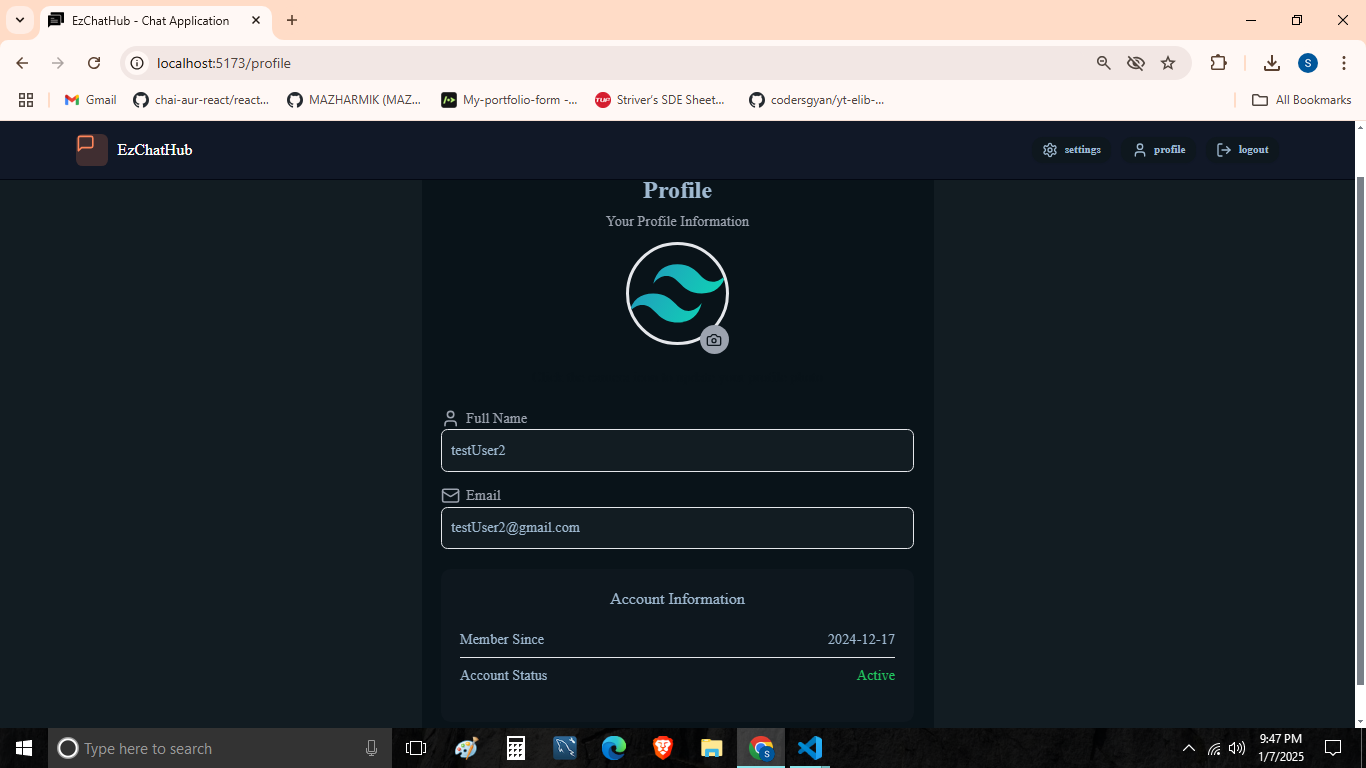 EzChatHub - Chat Application
localhost:5173/profile
S
Gmail
chai-aur-react/react...
MAZHARMIK (MAZ...
My-portfolio-form -...
TUF
Striver's SDE Sheet...
codersgyan/yt-elib-...
All Bookmarks
EzChatHub
settings
profile
logout
Profile
Your Profile Information
Full Name
testUser2
Email
testUser2@gmail.com
Account Information
Member Since 2024-12-17
Account Status Active
Type here to search
S
9:47 PM
1/7/2025